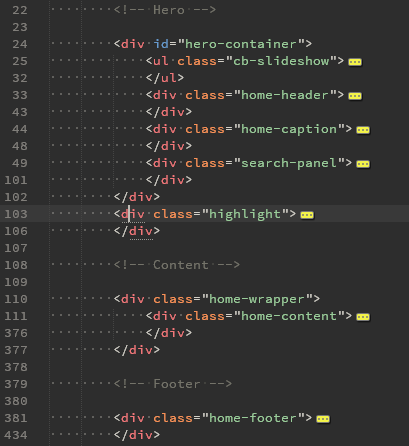 22 <!-- Hero -->
23
24 <div id="hero-container">
25 <ul class="cb-slideshow">
32 </ul>
33 <div class="home-header">
43 </div>
44 <div class="home-caption">
48 </div>
49 <div class="search-panel">
101 </div>
102 </div>
103 <div class="highlight">
106 </div>
107
108 <!-- Content -->
109
110 <div class="home-wrapper">
111 <div class="home-content">
376 </div>
377 </div>
378
379 <!-- Footer -->
380
381 <div class="home-footer">
434 </div>